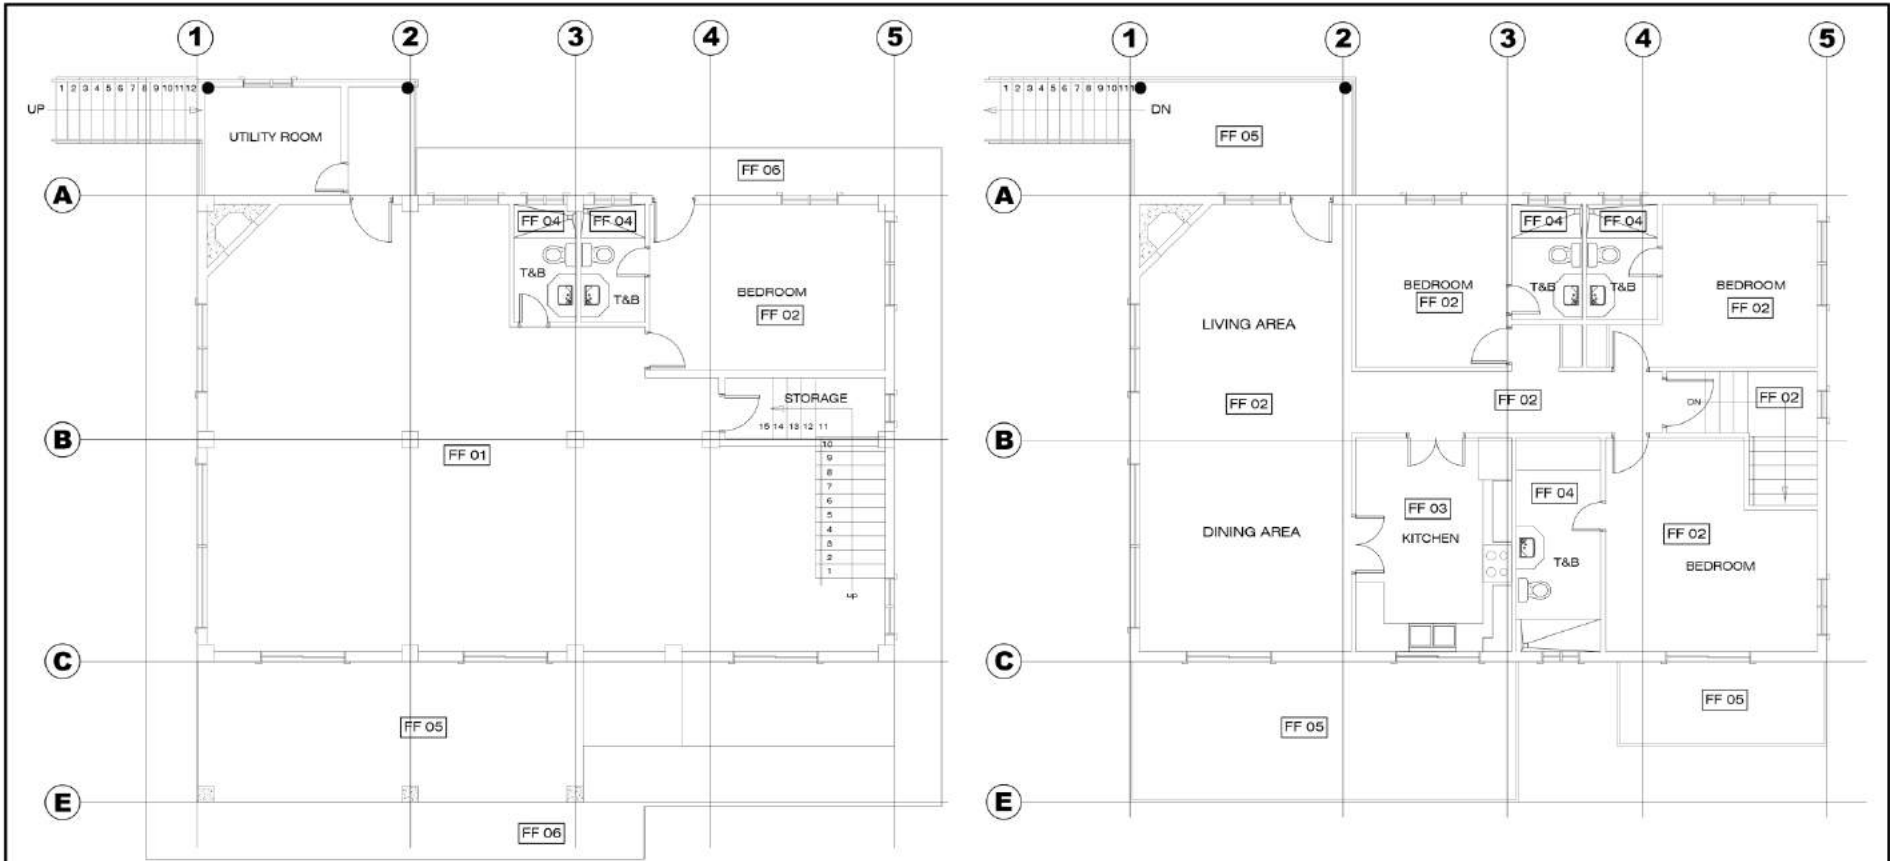 1 2 3 4 5
1 2 3 4 5
1 2 3 4 5 6 7 8 9 10 11 12
UP
UTILITY ROOM
1 2 3 4 5 6 7 8 9 10 11
DN
FF 05
FF 06
A
A
FF 04
FF 04
T&B
T&B
BEDROOM
FF 02
FF 04
FF 04
T&B
T&B
BEDROOM
FF 02
BEDROOM
FF 02
LIVING AREA
STORAGE
15 14 13 12 11
FF 02
FF 02
DN
FF 02
B
B
FF 01
10
9
8
7
6
5
4
3
2
1
up
FF 03
KITCHEN
DINING AREA
FF 04
T&B
FF 02
BEDROOM
C
C
FF 05
FF 05
FF 05
E
E
FF 06